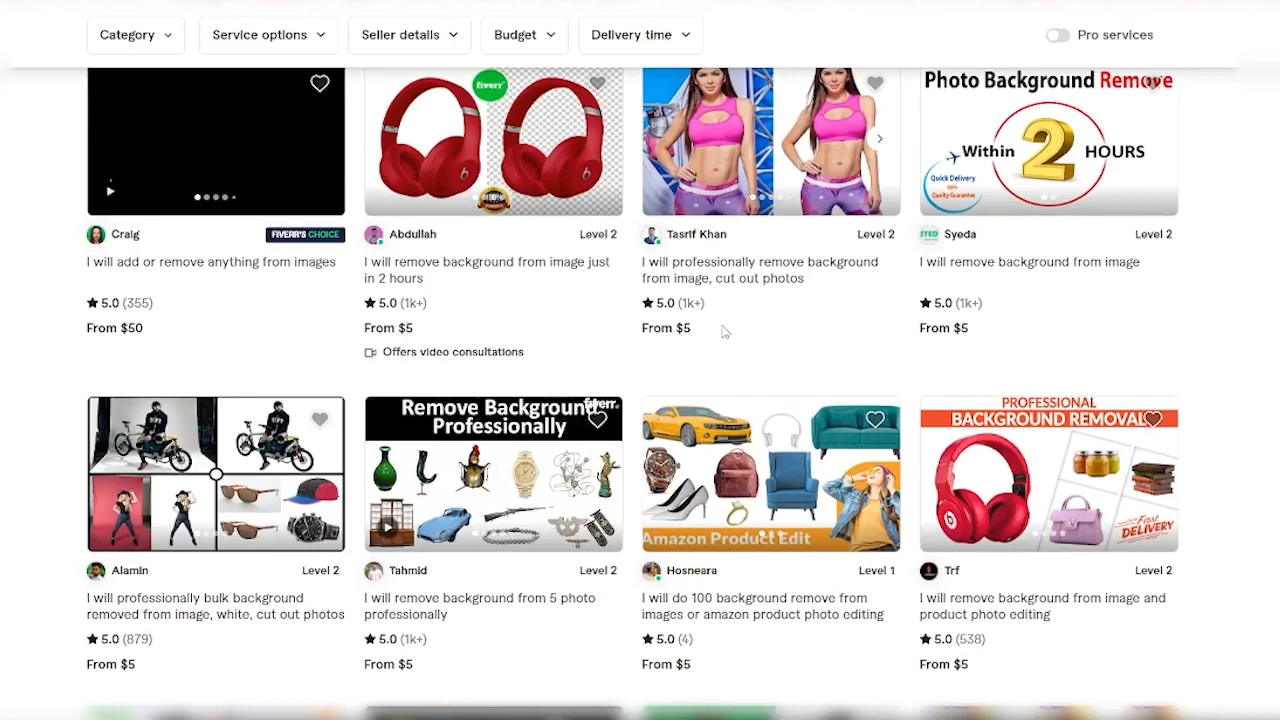 Category
Service options
Seller details
Budget
Delivery time
Pro services
fiverr
100%
Photo Background Remove
Within 2 HOURS
Quick Delivery
100%
Quality Guarantee
Craig
FIVERR'S CHOICE
I will add or remove anything from images
5.0 (355)
From $50
Abdullah
Level 2
I will remove background from image just
in 2 hours
5.0 (1k+)
From $5
Offers video consultations
Tasrif Khan
Level 2
I will professionally remove background
from image, cut out photos
5.0 (1k+)
From $5
SYED
Syeda
Level 2
I will remove background from image
5.0 (1k+)
From $5
Remove Background
Professionally
fiverr.
Amazon Product Edit
PROFESSIONAL
BACKGROUND REMOVAL
Fast
DELIVERY
Alamin
Level 2
I will professionally bulk background
removed from image, white, cut out photos
5.0 (879)
From $5
Tahmid
Level 2
I will remove background from 5 photo
professionally
5.0 (1k+)
From $5
Hosneara
Level 1
I will do 100 background remove from
images or amazon product photo editing
5.0 (4)
From $5
Trf
Level 2
I will remove background from image and
product photo editing
5.0 (538)
From $5